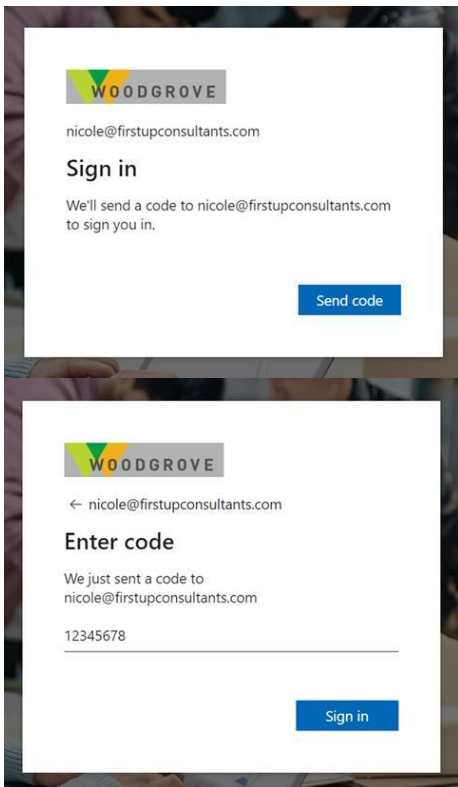 WOODGROVE
nicole@firstupconsultants.com
Sign in
We'll send a code to nicole@firstupconsultants.com
to sign you in.
Send code
WOODGROVE
← nicole@firstupconsultants.com
Enter code
We just sent a code to
nicole@firstupconsultants.com
12345678
Sign in